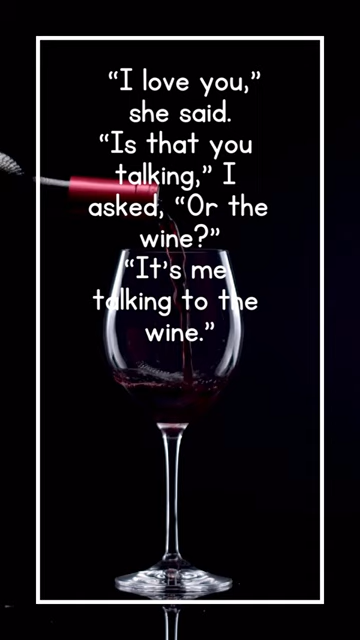 “I love you,”
she said.
“Is that you
talking,” I
asked, “Or the
wine?”
“It's me
talking to the
wine.”